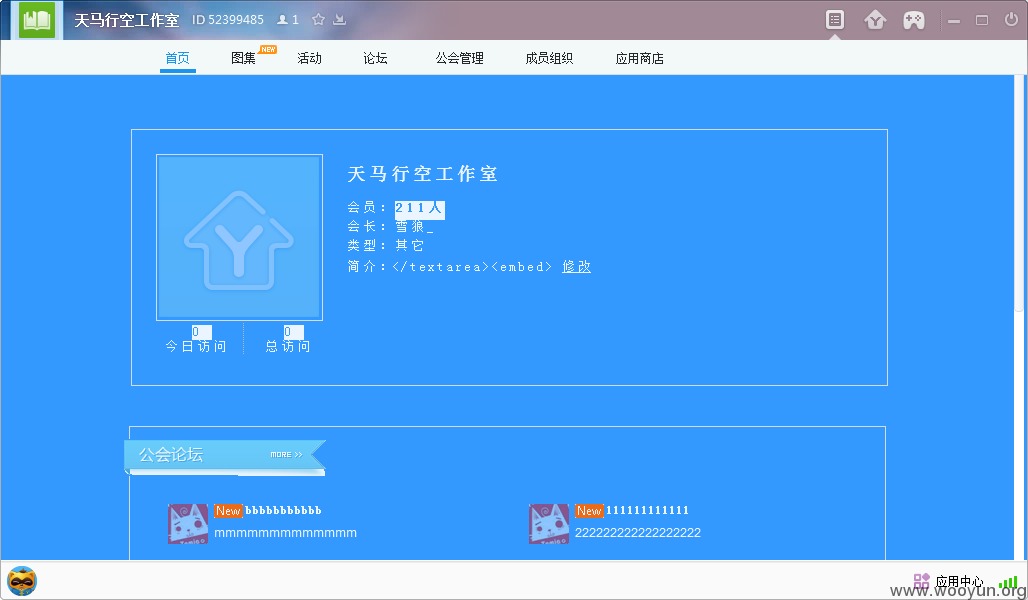 天马行空工作室 ID 52399485 1
首页 图集 NEW 活动 论坛 公会管理 成员组织 应用商店
天马行空工作室
会员：211人
会长：雪狼_
类型：其它
简介：</textarea><embed> 修改
0 0
今日访问 总访问
公会论坛 MORE >>
New bbbbbbbbbbb
mmmmmmmmmmmmm
New 111111111111
222222222222222222
应用中心
www.wooyun.org